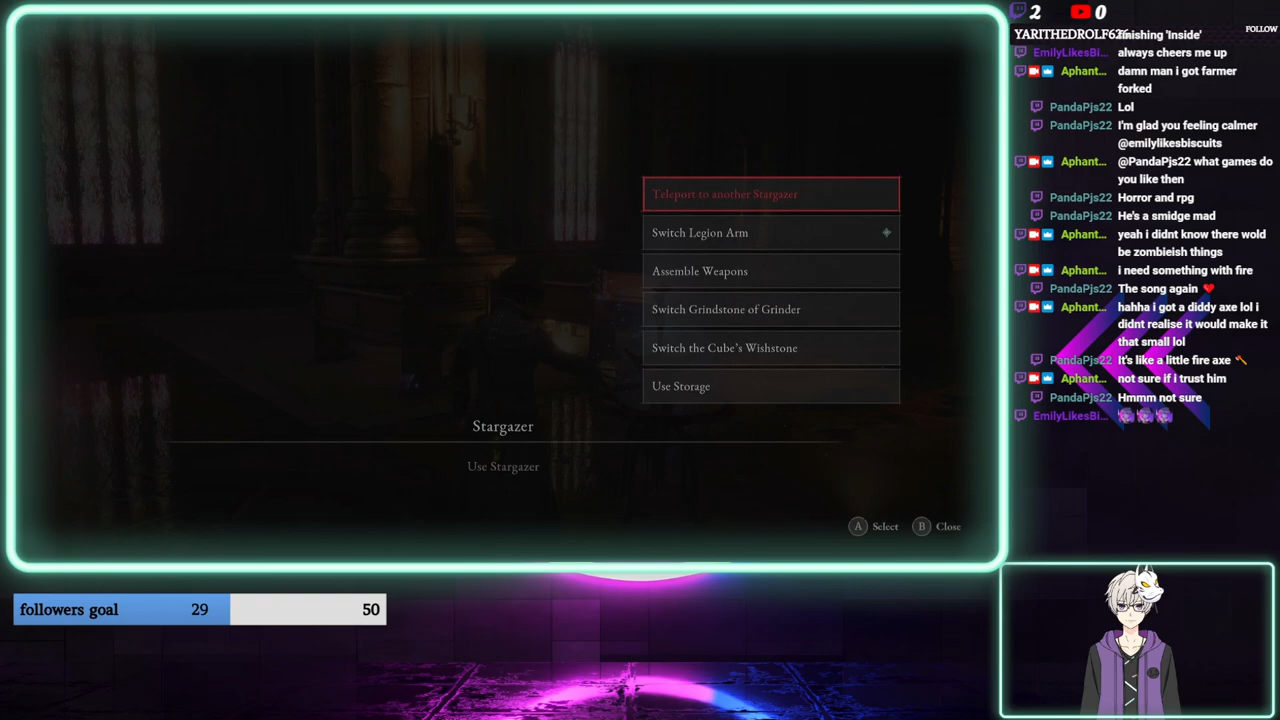 Teleport to another Stargazer
Switch Legion Arm
Assemble Weapons
Switch Grindstone of Grinder
Switch the Cube's Wishstone
Use Storage
Stargazer
Use Stargazer
A Select B Close
followers goal 29 50
2 0
FOLLOW
finishing 'Inside'
EmilyLikesBi... always cheers me up
Aphant... damn man i got farmer
forked
PandaPjs22 Lol
PandaPjs22 I'm glad you feeling calmer
@emilylikesbiscuits
Aphant... @PandaPjs22 what games do
you like then
PandaPjs22 Horror and rpg
PandaPjs22 He's a smidge mad
Aphant... yeah i didnt know there wold
be zombieish things
Aphant... i need something with fire
PandaPjs22 The song again
Aphant... hahha i got a diddy axe lol i
didnt realise it would make it
that small lol
PandaPjs22 It's like a little fire axe
Aphant... not sure if i trust him
PandaPjs22 Hmmm not sure
EmilyLikesBi...